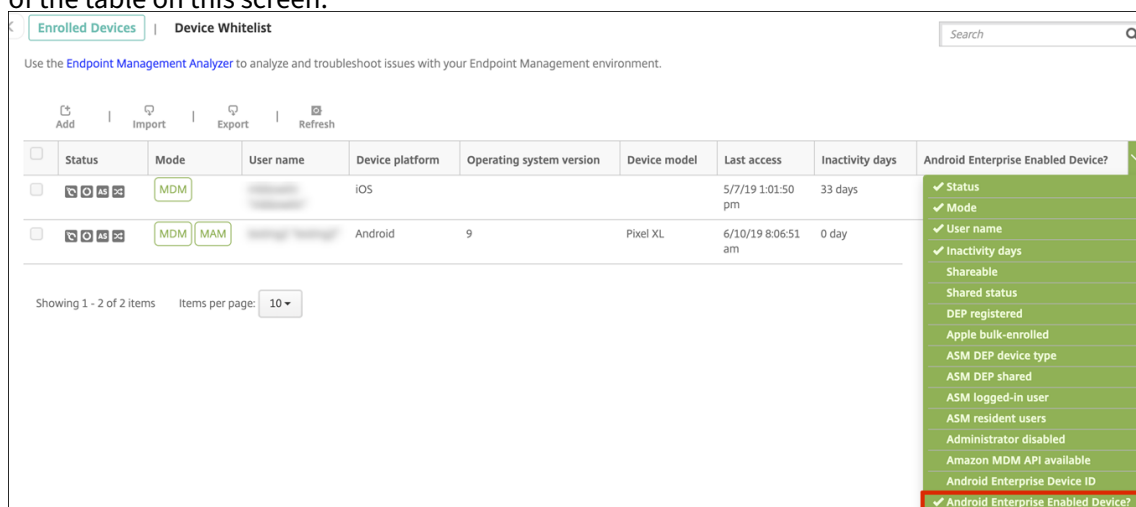 of the table on this screen.
Enrolled Devices | Device Whitelist
Search
Use the Endpoint Management Analyzer to analyze and troubleshoot issues with your Endpoint Management environment.
Add | Import | Export | Refresh
Status Mode User name Device platform Operating system version Device model Last access Inactivity days Android Enterprise Enabled Device?
AS MDM iOS 5/7/19 1:01:50 33 days
pm
AS MDM MAM Android 9 Pixel XL 6/10/19 8:06:51 0 day
am
Showing 1 - 2 of 2 items Items per page: 10
Status
Mode
User name
Inactivity days
Shareable
Shared status
DEP registered
Apple bulk-enrolled
ASM DEP device type
ASM DEP shared
ASM logged-in user
ASM resident users
Administrator disabled
Amazon MDM API available
Android Enterprise Device ID
Android Enterprise Enabled Device?